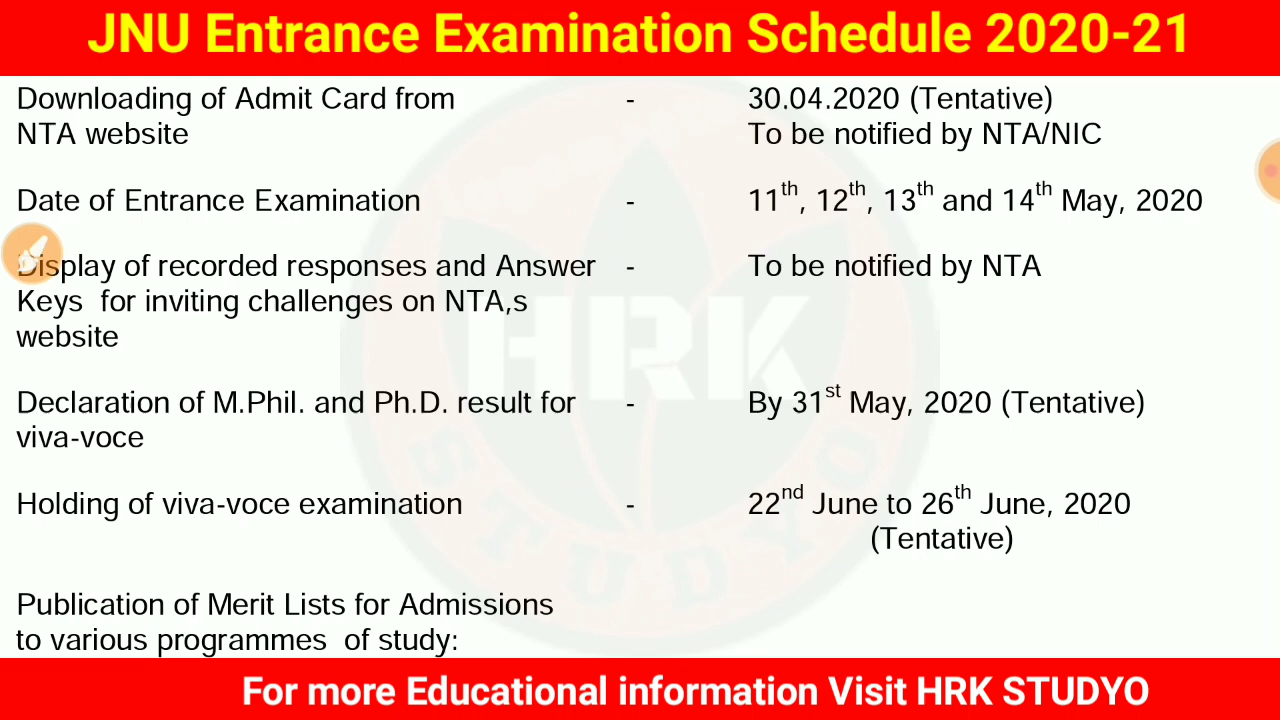 JNU Entrance Examination Schedule 2020-21
Downloading of Admit Card from - 30.04.2020 (Tentative)
NTA website To be notified by NTA/NIC
Date of Entrance Examination - 11th, 12th, 13th and 14th May, 2020
Display of recorded responses and Answer - To be notified by NTA
Keys for inviting challenges on NTA,s
website
Declaration of M.Phil. and Ph.D. result for - By 31st May, 2020 (Tentative)
viva-voce
Holding of viva-voce examination - 22nd June to 26th June, 2020
(Tentative)
Publication of Merit Lists for Admissions
to various programmes of study:
HRK
STUDYO
For more Educational information Visit HRK STUDYO